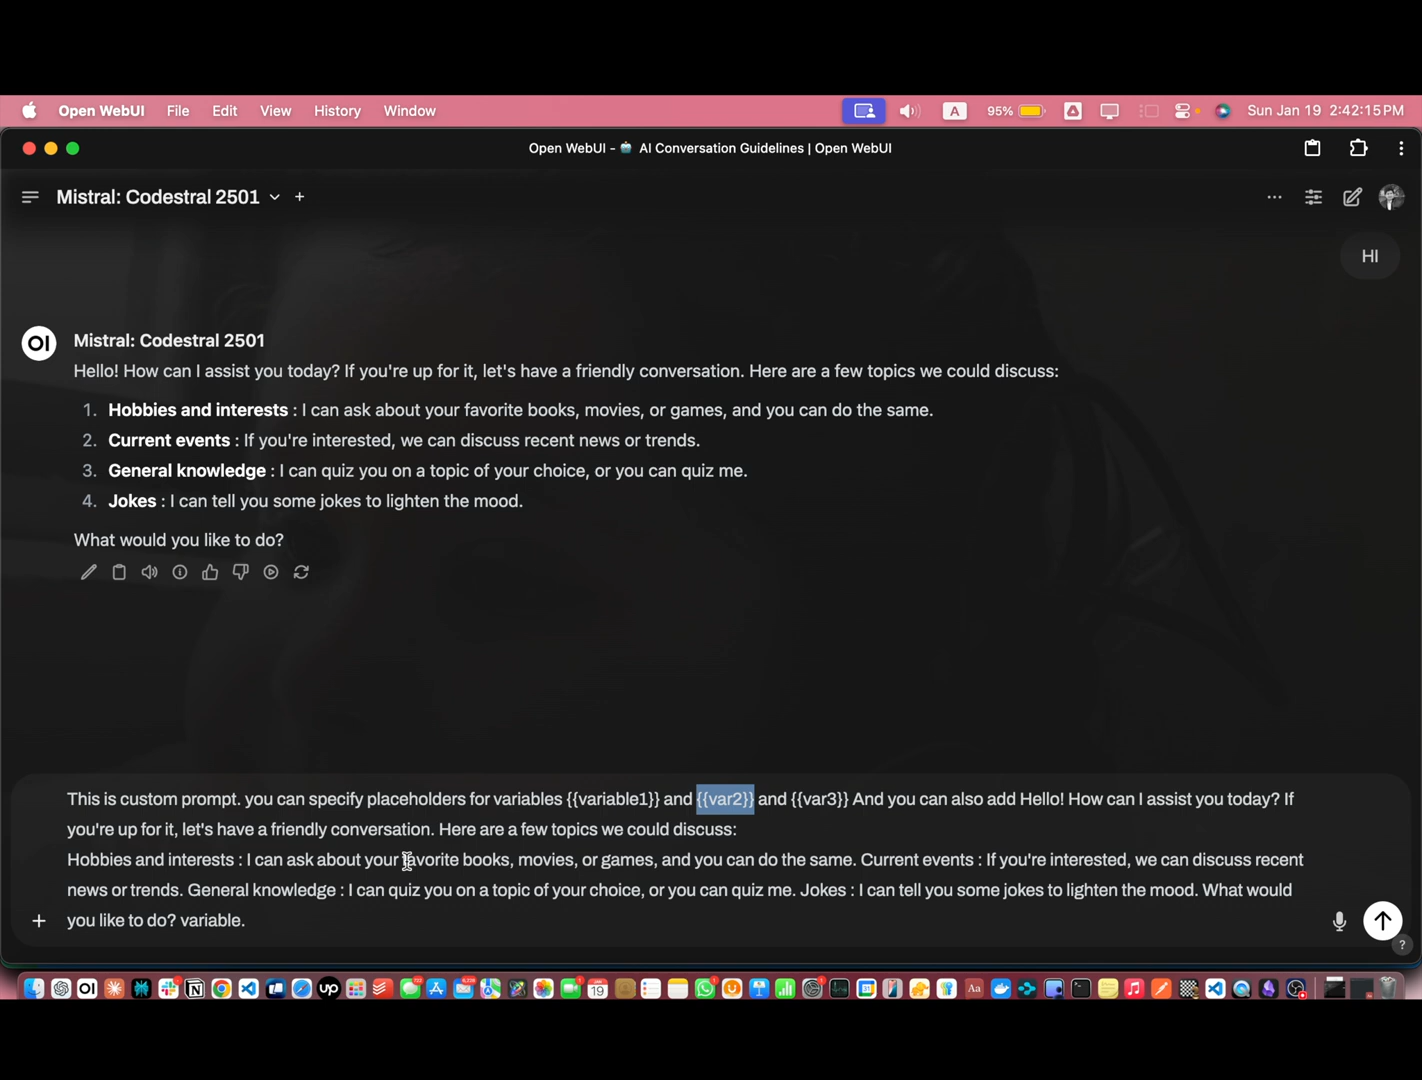 Open WebUI File Edit View History Window A 95% Sun Jan 19 2:42:15 PM
Open WebUI - AI Conversation Guidelines | Open WebUI
Mistral: Codestral 2501
HI
OI Mistral: Codestral 2501
Hello! How can I assist you today? If you're up for it, let's have a friendly conversation. Here are a few topics we could discuss:
1. Hobbies and interests : I can ask about your favorite books, movies, or games, and you can do the same.
2. Current events : If you're interested, we can discuss recent news or trends.
3. General knowledge : I can quiz you on a topic of your choice, or you can quiz me.
4. Jokes : I can tell you some jokes to lighten the mood.
What would you like to do?
This is custom prompt. you can specify placeholders for variables {{variable1}} and {{var2}} and {{var3}} And you can also add Hello! How can I assist you today? If
you're up for it, let's have a friendly conversation. Here are a few topics we could discuss:
Hobbies and interests : I can ask about your favorite books, movies, or games, and you can do the same. Current events : If you're interested, we can discuss recent
news or trends. General knowledge : I can quiz you on a topic of your choice, or you can quiz me. Jokes : I can tell you some jokes to lighten the mood. What would
you like to do? variable.
?
OI up 19 Aa